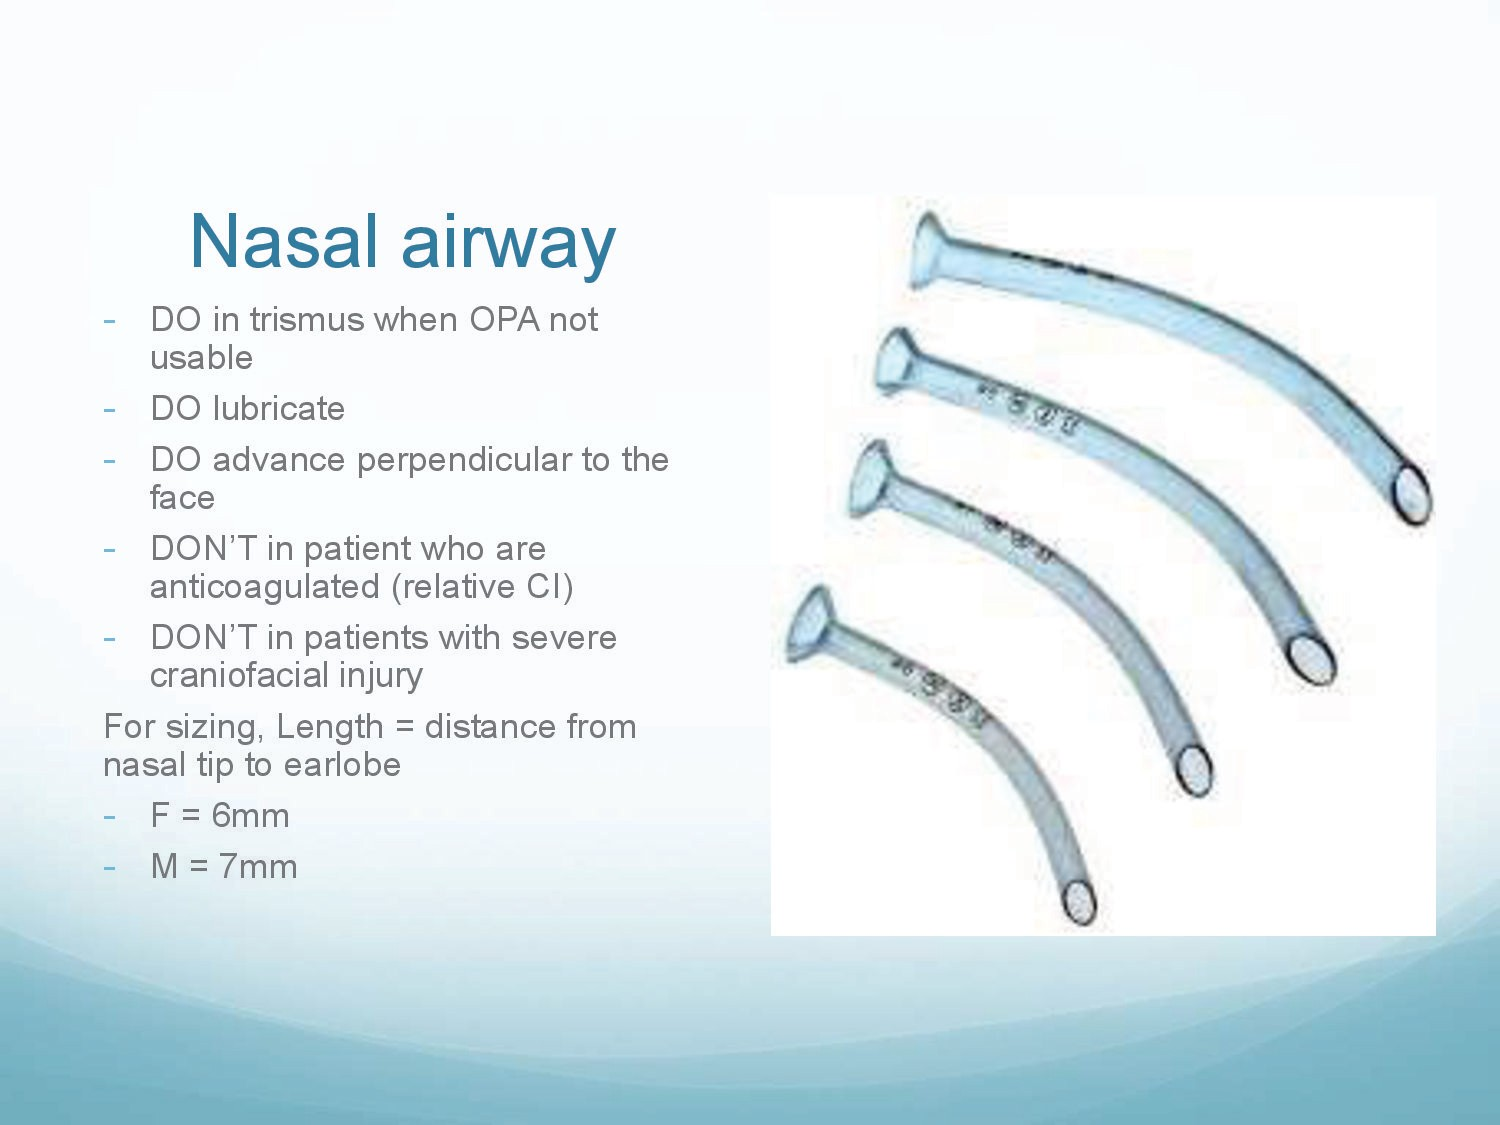 Nasal airway
- DO in trismus when OPA not
usable
- DO lubricate
- DO advance perpendicular to the
face
- DON’T in patient who are
anticoagulated (relative CI)
- DON’T in patients with severe
craniofacial injury
For sizing, Length = distance from
nasal tip to earlobe
- F = 6mm
- M = 7mm